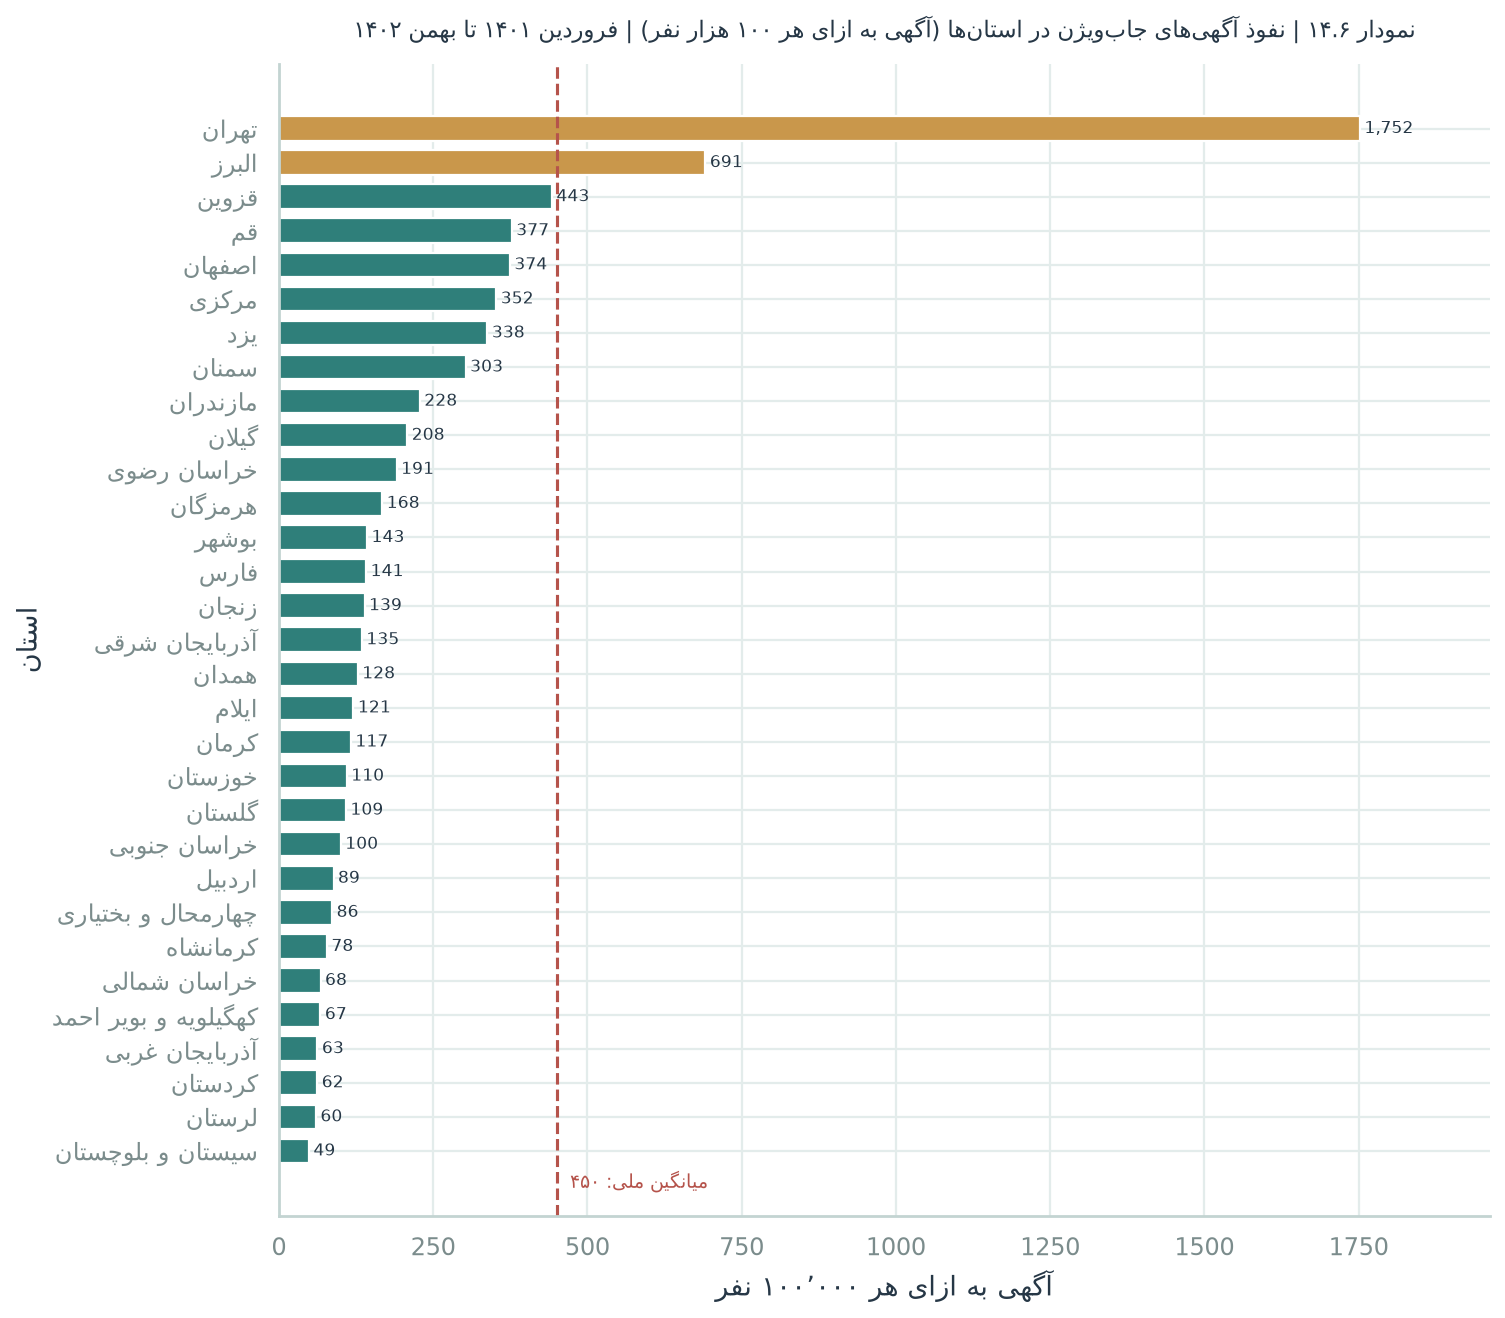 نمودار ۱۴.۶ | نفوذ آگهی‌های جاب‌ویژن در استان‌ها (آگهی به ازای هر ۱۰۰ هزار نفر) | فروردین ۱۴۰۱ تا بهمن ۱۴۰۲
استان
تهران 1,752
البرز 691
قزوین 443
قم 377
اصفهان 374
مرکزی 352
یزد 338
سمنان 303
مازندران 228
گیلان 208
خراسان رضوی 191
هرمزگان 168
بوشهر 143
فارس 141
زنجان 139
آذربایجان شرقی 135
همدان 128
ایلام 121
کرمان 117
خوزستان 110
گلستان 109
خراسان جنوبی 100
اردبیل 89
چهارمحال و بختیاری 86
کرمانشاه 78
خراسان شمالی 68
کهگیلویه و بویر احمد 67
آذربایجان غربی 63
کردستان 62
لرستان 60
سیستان و بلوچستان 49
میانگین ملی: ۴۵۰
0 250 500 750 1000 1250 1500 1750
آگهی به ازای هر ۱۰۰٬۰۰۰ نفر